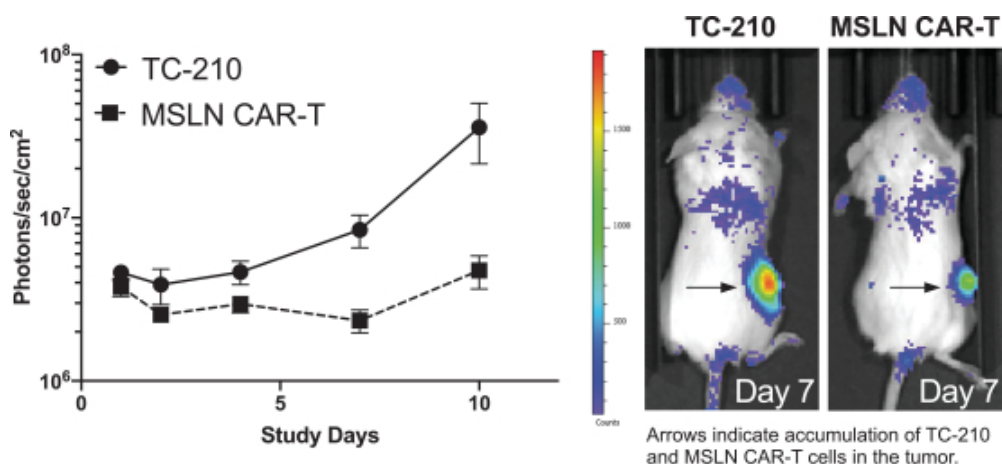 TC-210
MSLN CAR-T
10⁸
10⁷
10⁶
Photons/sec/cm²
0
5
10
Study Days
1500
1000
500
Counts
TC-210
MSLN CAR-T
Day 7
Day 7
Arrows indicate accumulation of TC-210
and MSLN CAR-T cells in the tumor.